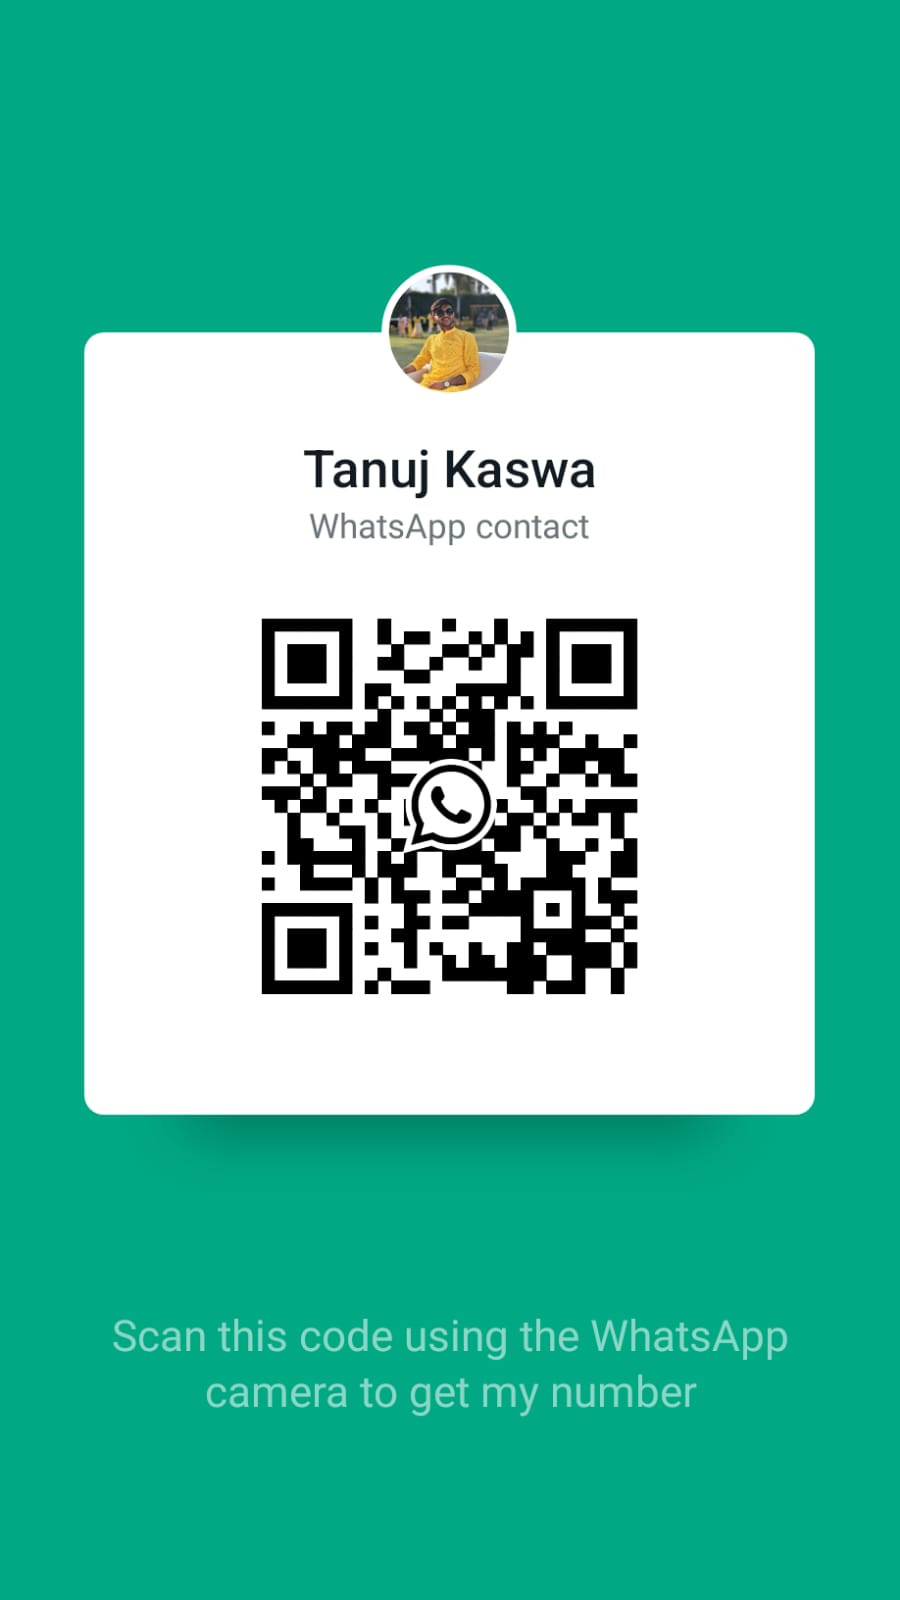 Tanuj Kaswa
WhatsApp contact
Scan this code using the WhatsApp
camera to get my number